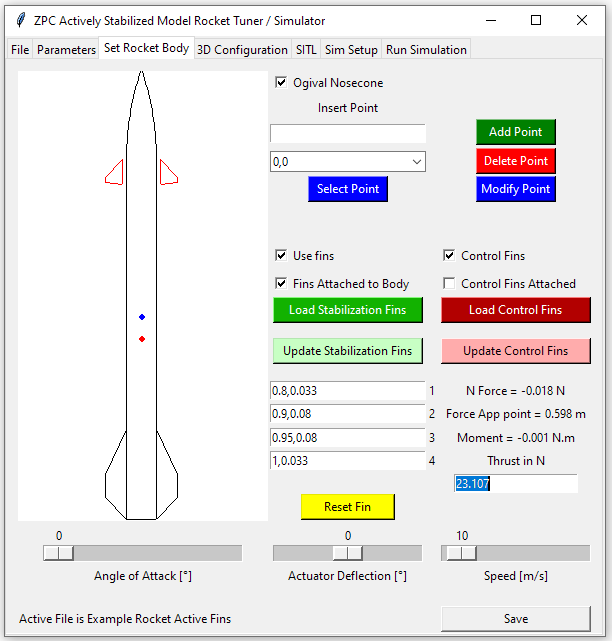 ZPC Actively Stabilized Model Rocket Tuner / Simulator
File Parameters Set Rocket Body 3D Configuration SITL Sim Setup Run Simulation
Ogival Nosecone
Insert Point
Add Point
0,0
Delete Point
Select Point
Modify Point
Use fins
Control Fins
Fins Attached to Body
Control Fins Attached
Load Stabilization Fins
Load Control Fins
Update Stabilization Fins
Update Control Fins
0.8,0.033 1
N Force = -0.018 N
0.9,0.08 2
Force App point = 0.598 m
0.95,0.08 3
Moment = -0.001 N.m
1,0.033 4
Thrust in N
23.107
Reset Fin
0
0
10
Angle of Attack [°]
Actuator Deflection [°]
Speed [m/s]
Active File is Example Rocket Active Fins
Save